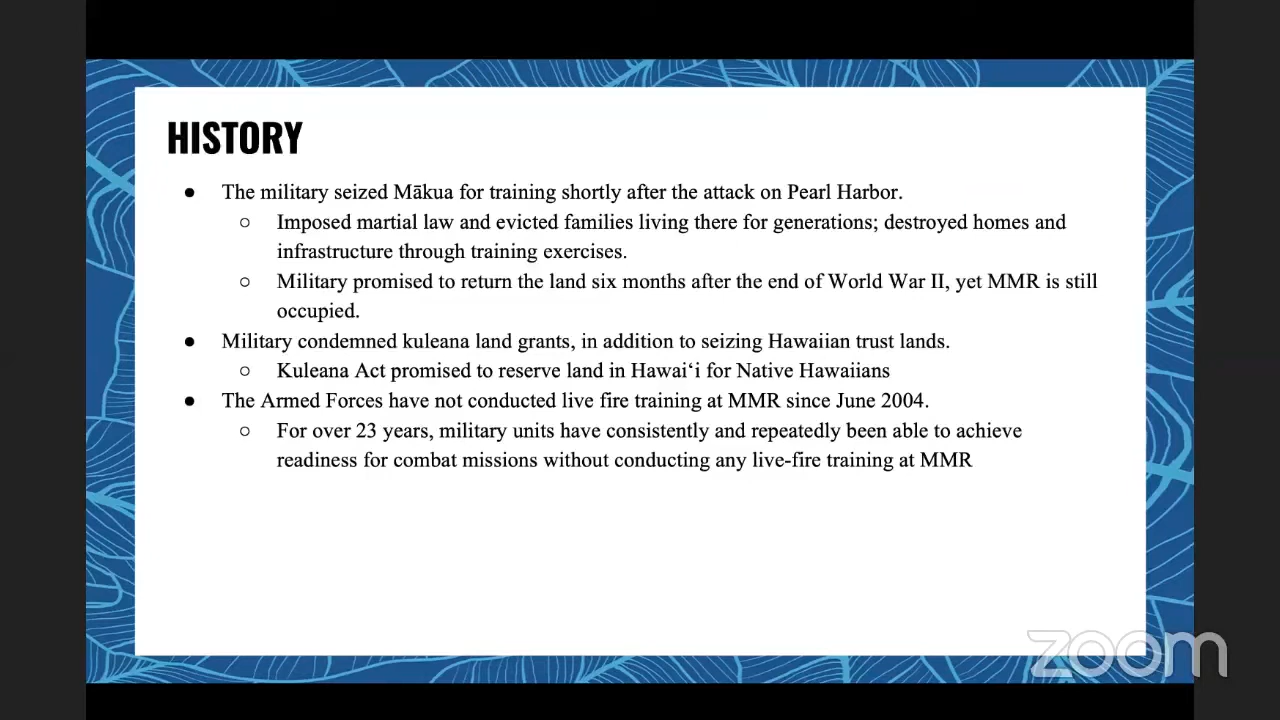 HISTORY
● The military seized Mākua for training shortly after the attack on Pearl Harbor.
○ Imposed martial law and evicted families living there for generations; destroyed homes and
infrastructure through training exercises.
○ Military promised to return the land six months after the end of World War II, yet MMR is still
occupied.
● Military condemned kuleana land grants, in addition to seizing Hawaiian trust lands.
○ Kuleana Act promised to reserve land in Hawaiʻi for Native Hawaiians
● The Armed Forces have not conducted live fire training at MMR since June 2004.
○ For over 23 years, military units have consistently and repeatedly been able to achieve
readiness for combat missions without conducting any live-fire training at MMR
zoom